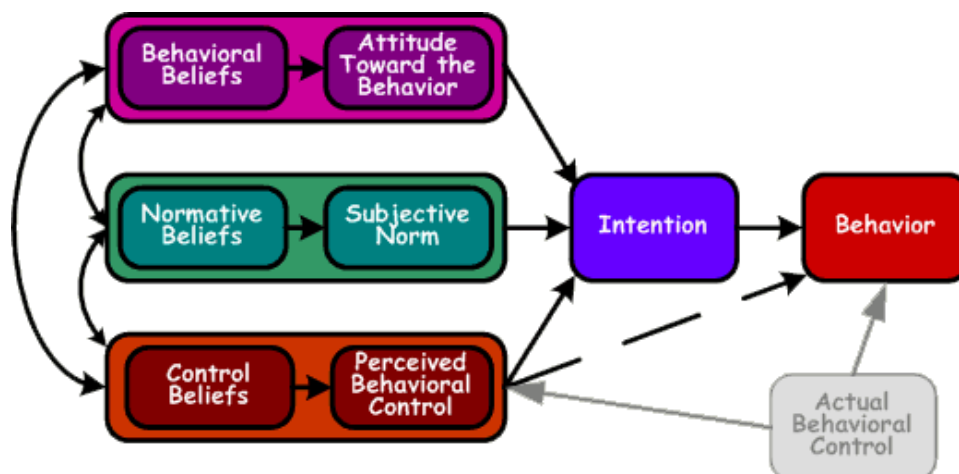 Behavioral
Beliefs
Attitude
Toward the
Behavior
Normative
Beliefs
Subjective
Norm
Intention
Behavior
Control
Beliefs
Perceived
Behavioral
Control
Actual
Behavioral
Control